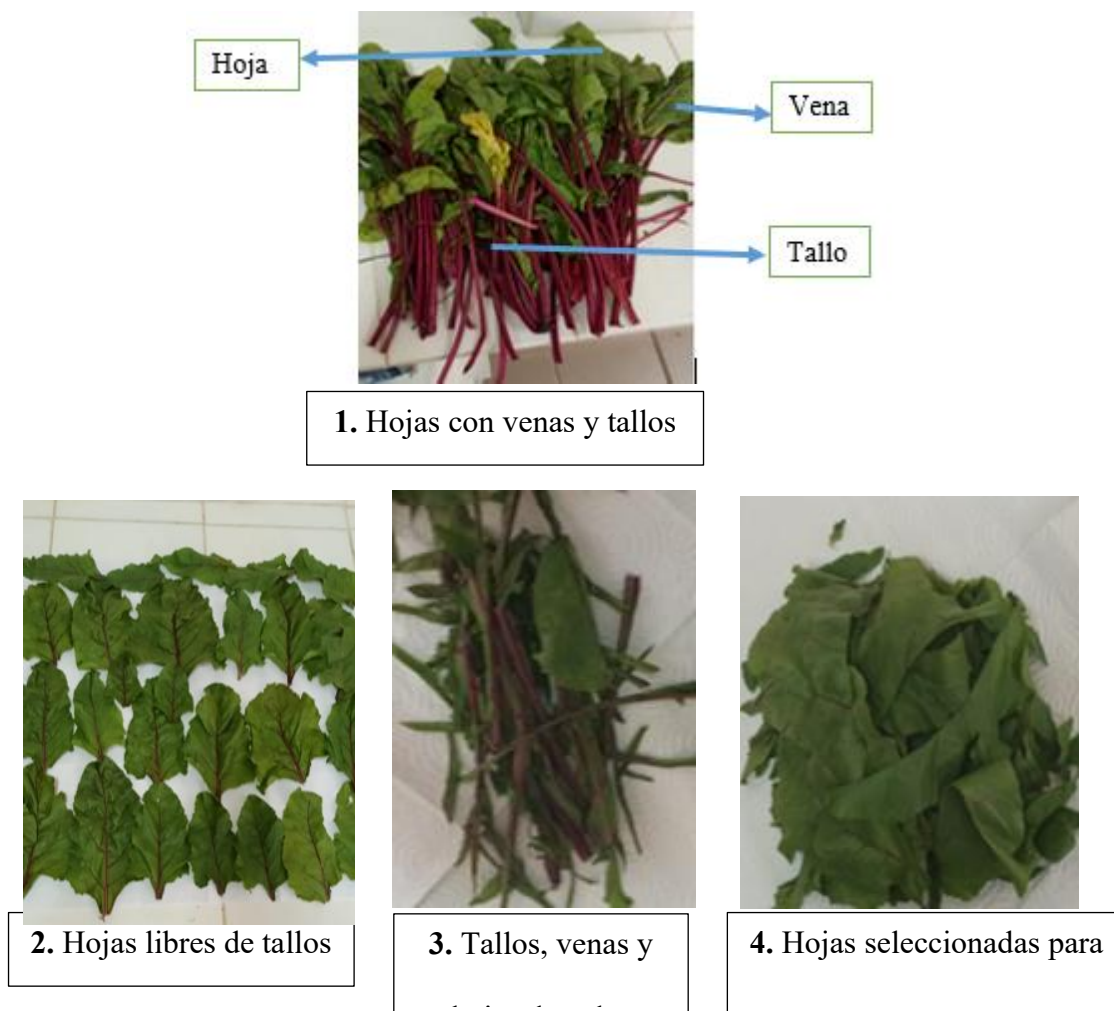 Hoja
Vena
Tallo
1. Hojas con venas y tallos
2. Hojas libres de tallos
3. Tallos, venas y
4. Hojas seleccionadas para